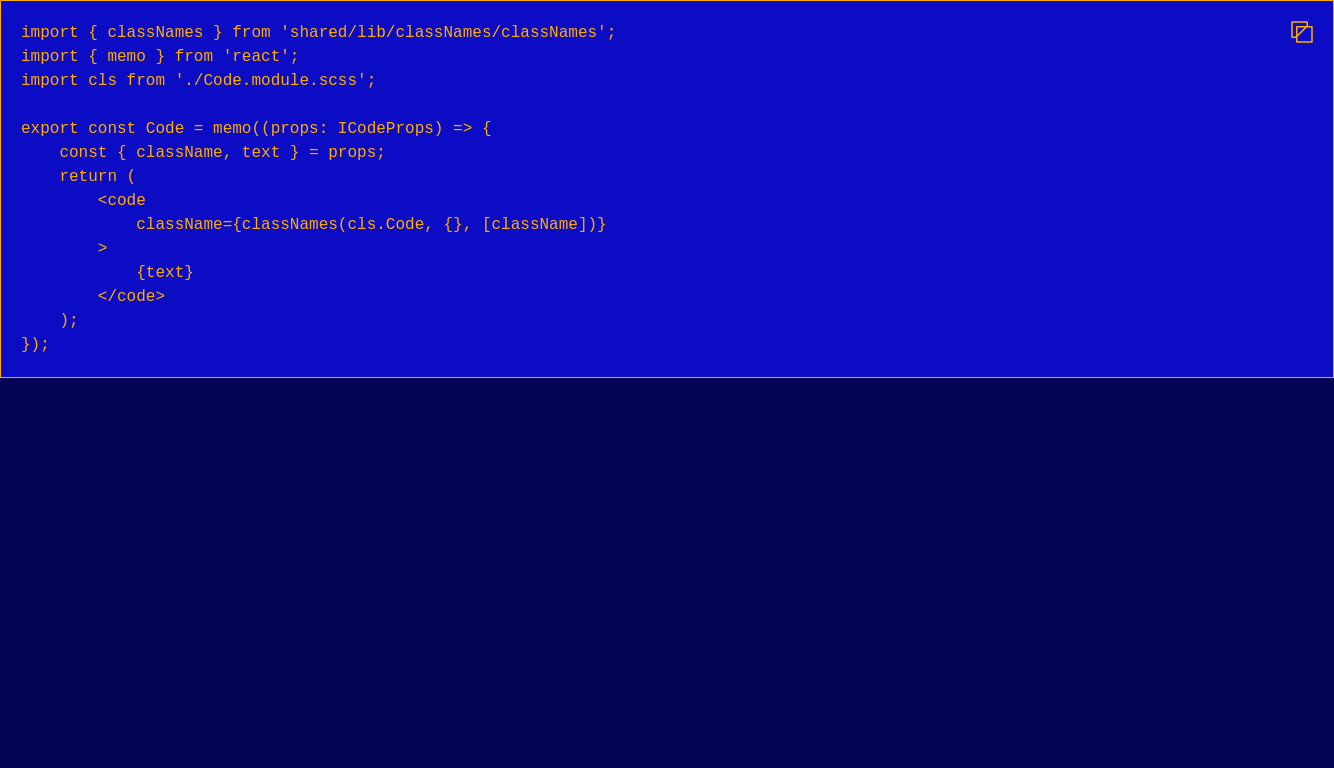 import { classNames } from 'shared/lib/classNames/classNames';
import { memo } from 'react';
import cls from './Code.module.scss';

export const Code = memo((props: ICodeProps) => {
    const { className, text } = props;
    return (
        <code
            className={classNames(cls.Code, {}, [className])}
        >
            {text}
        </code>
    );
});